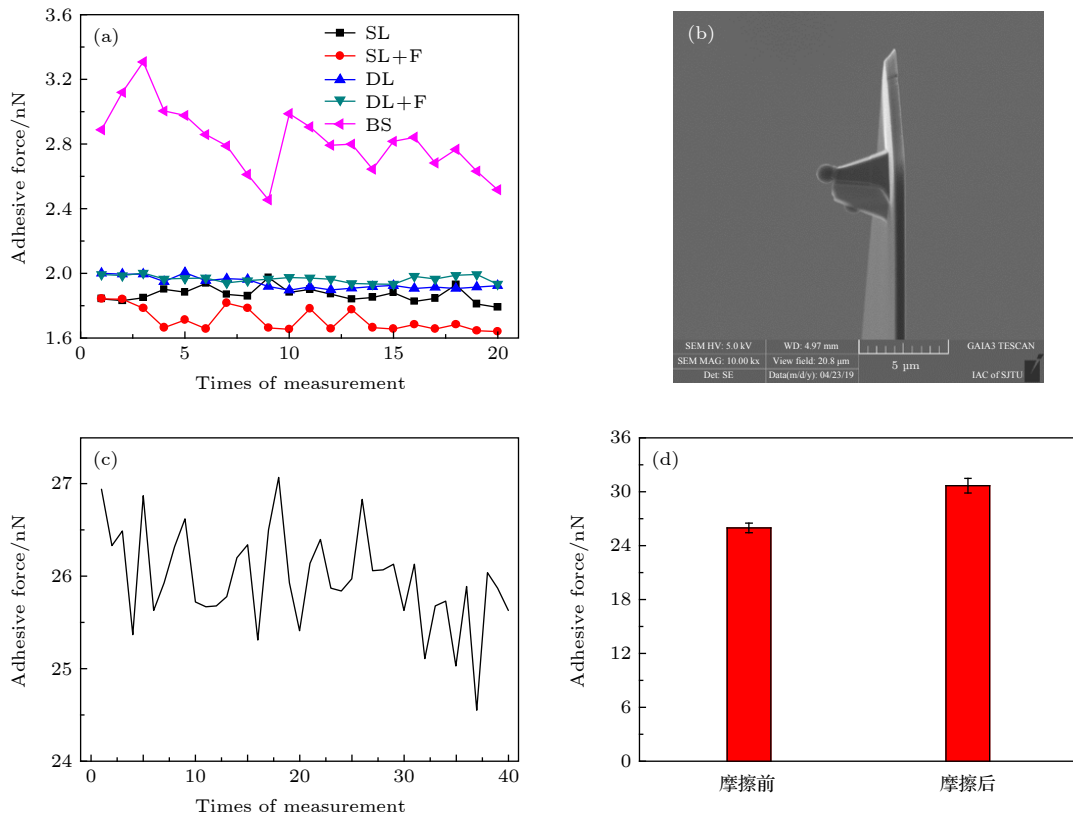 (a)
3.6
3.2
2.8
2.4
2.0
1.6
Adhesive force/nN
SL
SL+F
DL
DL+F
BS
0 5 10 15 20
Times of measurement
(b)
SEM HV: 5.0 kV WD: 4.97 mm GAIA3 TESCAN
SEM MAG: 10.00 kx View field: 20.8 μm 5 μm
Det: SE Data(m/d/y): 04/23/19 IAC of SJTU
(c)
27
26
25
24
Adhesive force/nN
0 10 20 30 40
Times of measurement
(d)
36
30
24
18
12
6
0
Adhesive force/nN
摩擦前 摩擦后